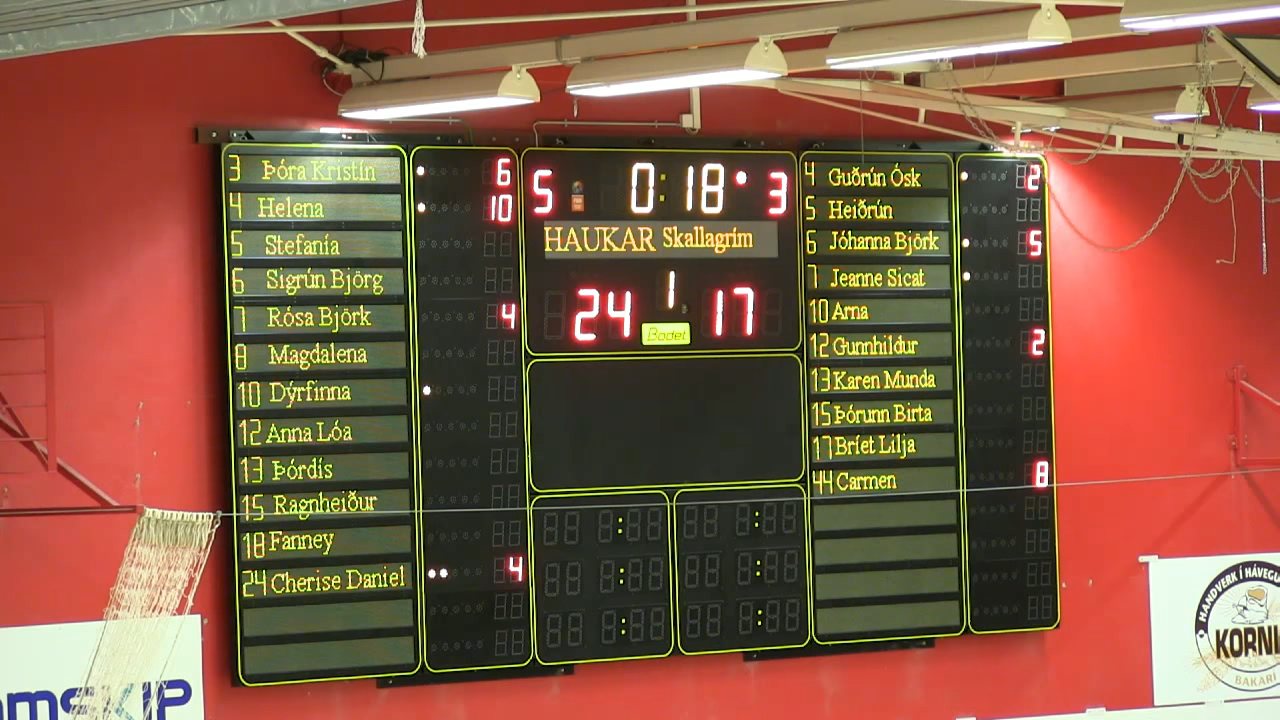 3 Þóra Kristín 6
4 Helena 10
5 Stefanía
6 Sigrún Björg
7 Rósa Björk 4
8 Magdalena
10 Dýrfinna
12 Anna Lóa
13 Þórdís
15 Ragnheiður
18 Fanney
24 Cherise Daniel 4
5 0:18 3
HAUKAR Skallagrím
1
24 17
Bodet
4 Guðrún Ósk 2
5 Heiðrún
6 Jóhanna Björk 5
7 Jeanne Sicat
10 Arna
12 Gunnhildur 2
13 Karen Munda
15 Þórunn Birta
17 Bríet Lilja
44 Carmen 8
HANDVERK Í HÁVEGU
KORNI
BAKARÍ